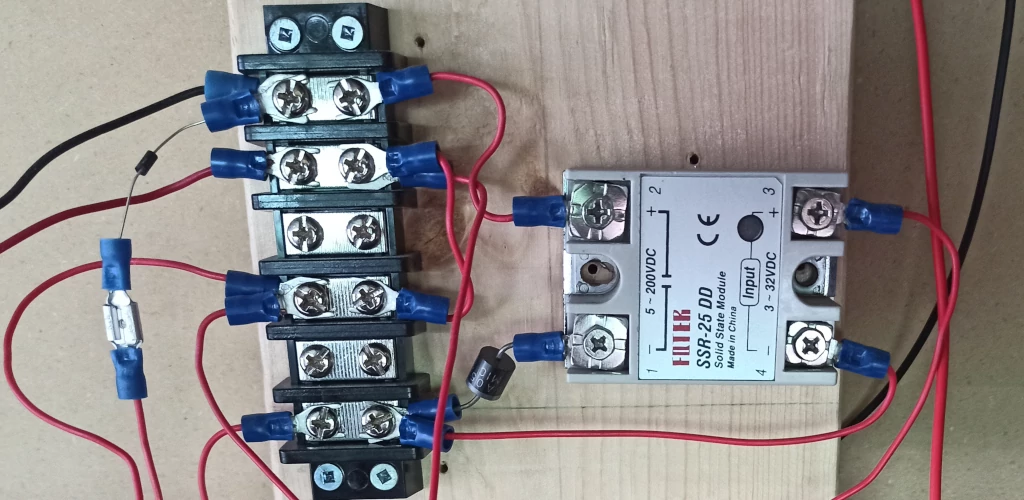 1
−
5 ~ 200VDC
+
2
FQTEK
SSR-25 DD
Solid State Module
Made in China
CE
4
−
Input
3 ~ 32VDC
+
3